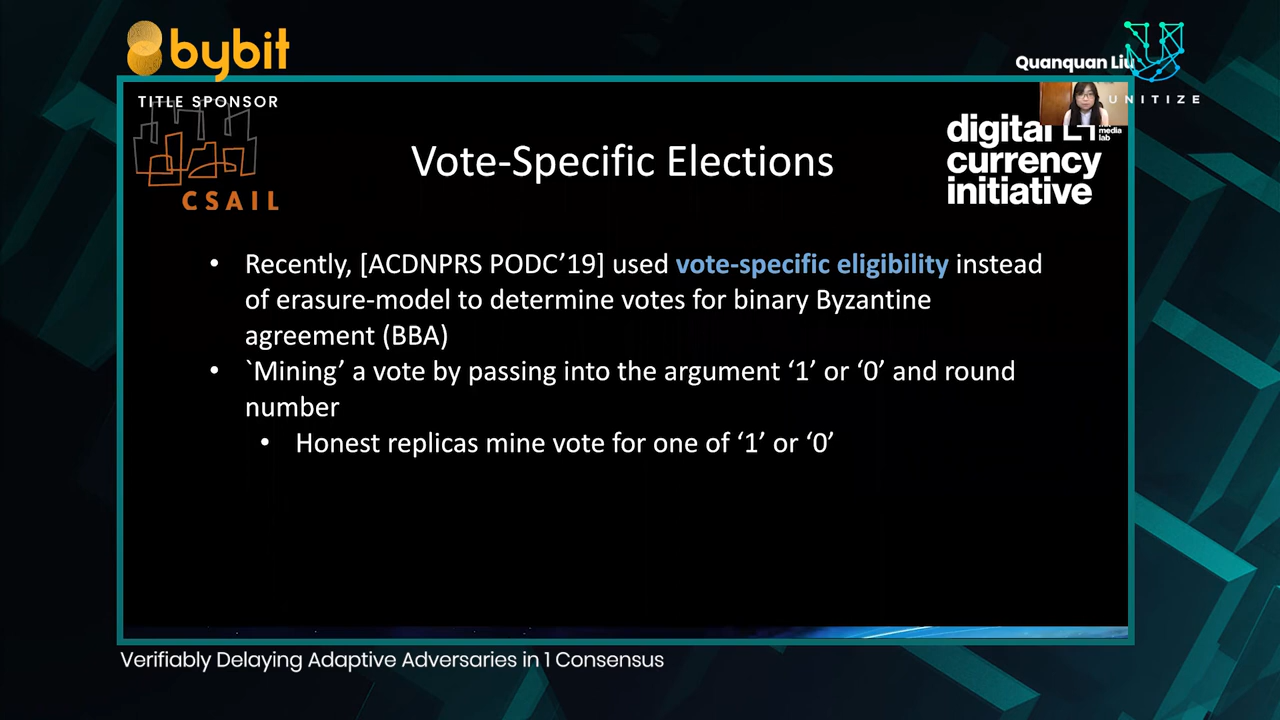 bybit
Quanquan Liu
TITLE SPONSOR
UNITIZE
CSAIL
digital
currency
initiative
media
lab
Vote-Specific Elections
• Recently, [ACDNPRS PODC’19] used vote-specific eligibility instead
of erasure-model to determine votes for binary Byzantine
agreement (BBA)
• `Mining’ a vote by passing into the argument ‘1’ or ‘0’ and round
number
• Honest replicas mine vote for one of ‘1’ or ‘0’
Verifiably Delaying Adaptive Adversaries in 1 Consensus